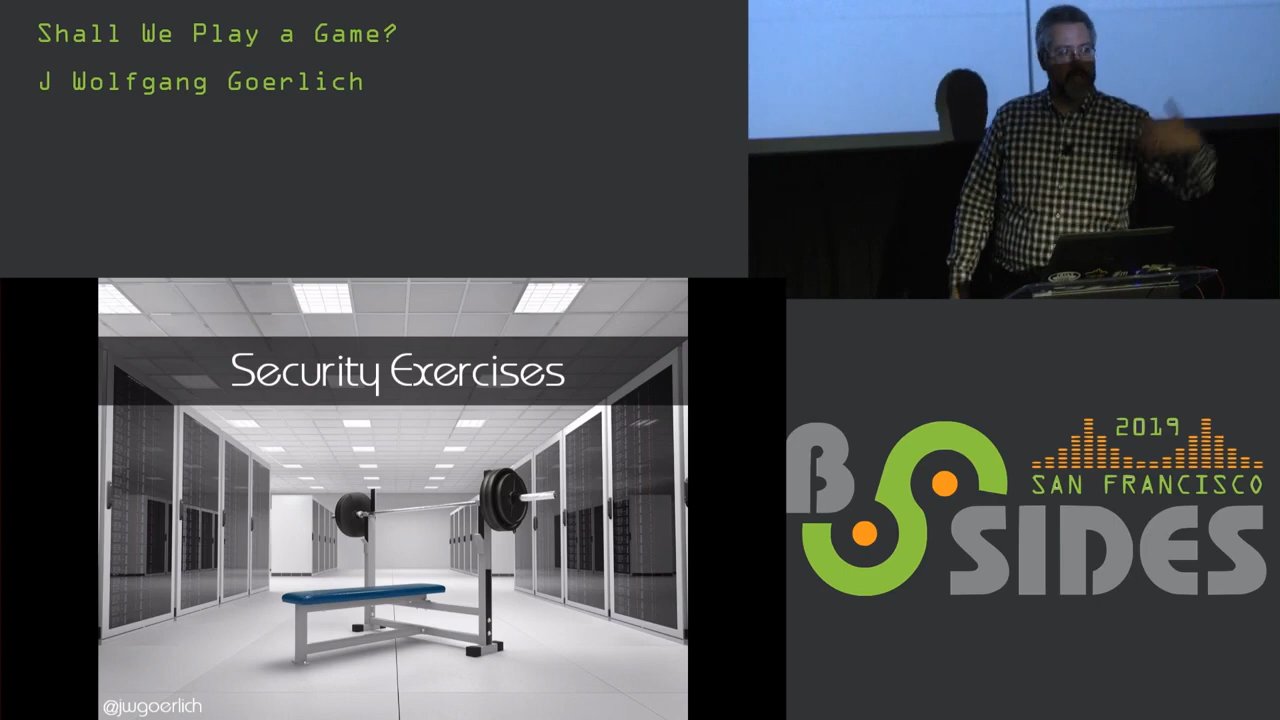 Shall We Play a Game?
J Wolfgang Goerlich
Security Exercises
@jwgoerlich
2019
SAN FRANCISCO
B SIDES